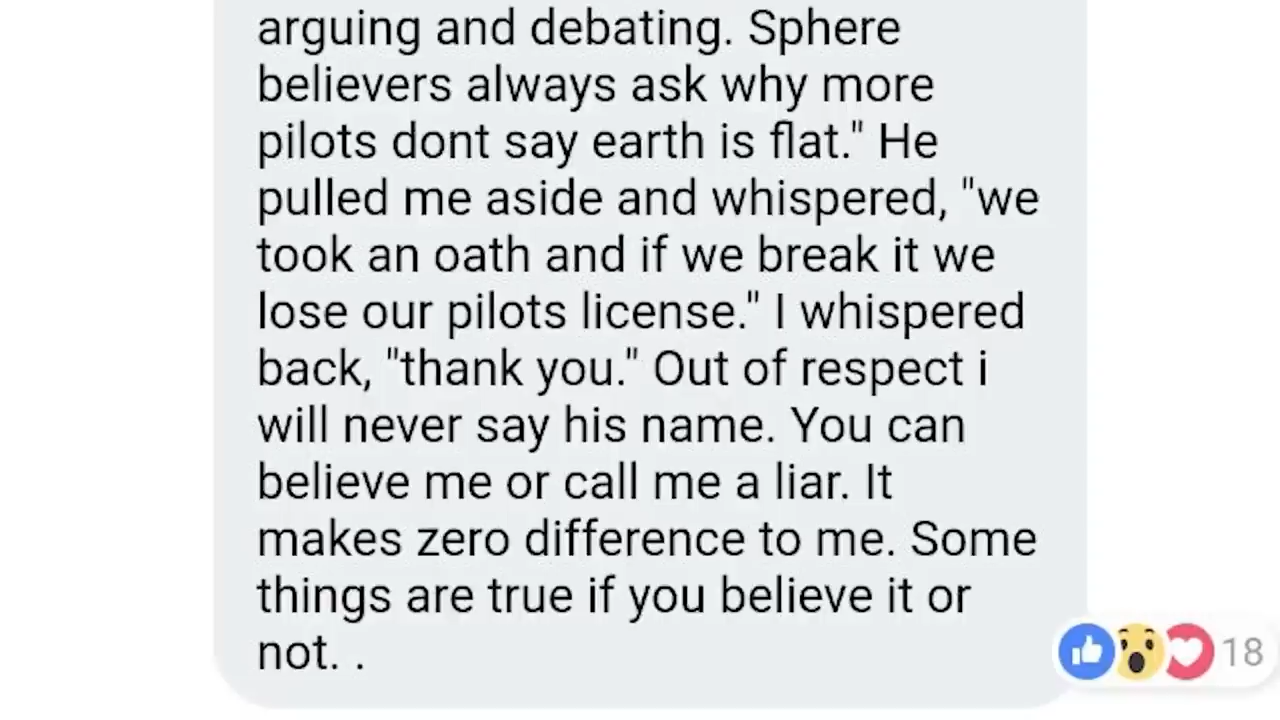 arguing and debating. Sphere
believers always ask why more
pilots dont say earth is flat." He
pulled me aside and whispered, "we
took an oath and if we break it we
lose our pilots license." I whispered
back, "thank you." Out of respect i
will never say his name. You can
believe me or call me a liar. It
makes zero difference to me. Some
things are true if you believe it or
not. .
18